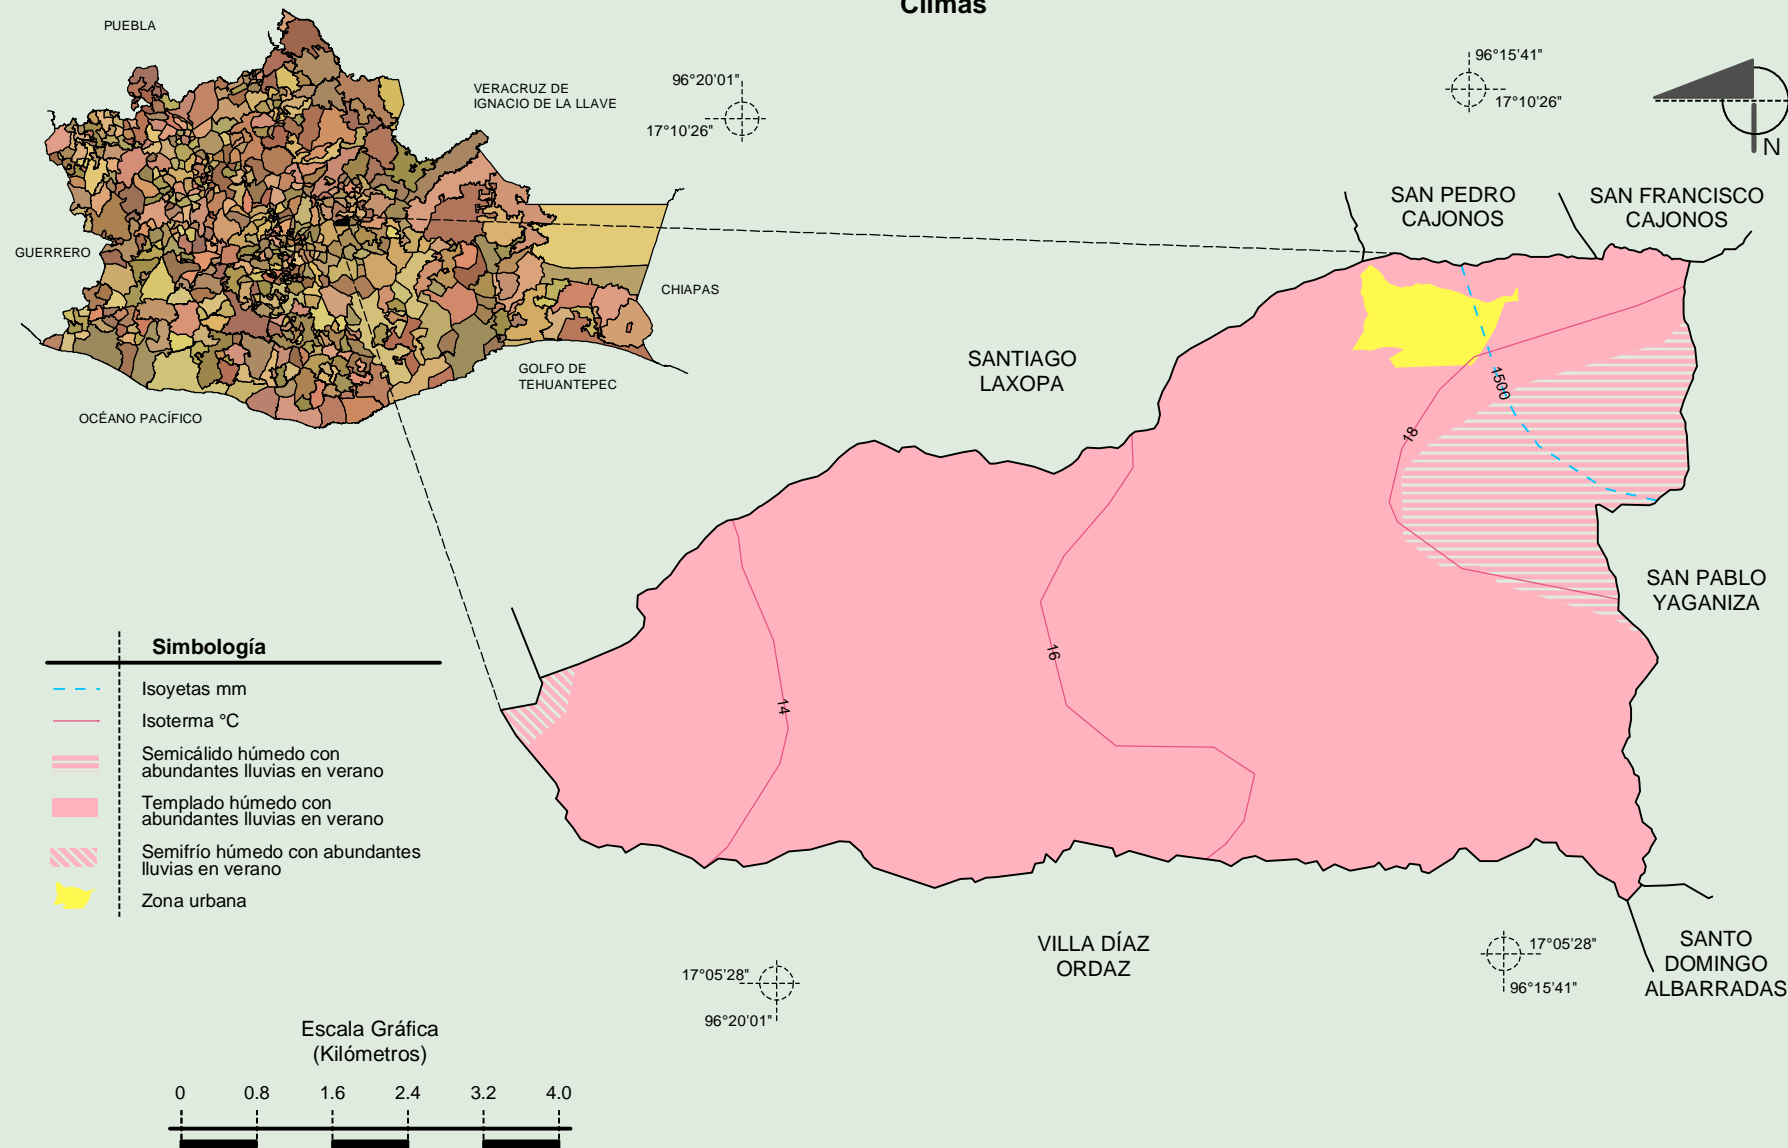 Climas
PUEBLA
VERACRUZ DE
IGNACIO DE LA LLAVE
GUERRERO
CHIAPAS
GOLFO DE
TEHUANTEPEC
OCÉANO PACÍFICO
96°20'01"
17°10'26"
96°15'41"
17°10'26"
N
SAN PEDRO
CAJONOS
SAN FRANCISCO
CAJONOS
SANTIAGO
LAXOPA
1500
18
16
14
SAN PABLO
YAGANIZA
VILLA DÍAZ
ORDAZ
SANTO
DOMINGO
ALBARRADAS
17°05'28"
96°20'01"
17°05'28"
96°15'41"
Simbología
Isoyetas mm
Isoterma °C
Semicálido húmedo con
abundantes lluvias en verano
Templado húmedo con
abundantes lluvias en verano
Semifrío húmedo con abundantes
lluvias en verano
Zona urbana
Escala Gráfica
(Kilómetros)
0 0.8 1.6 2.4 3.2 4.0